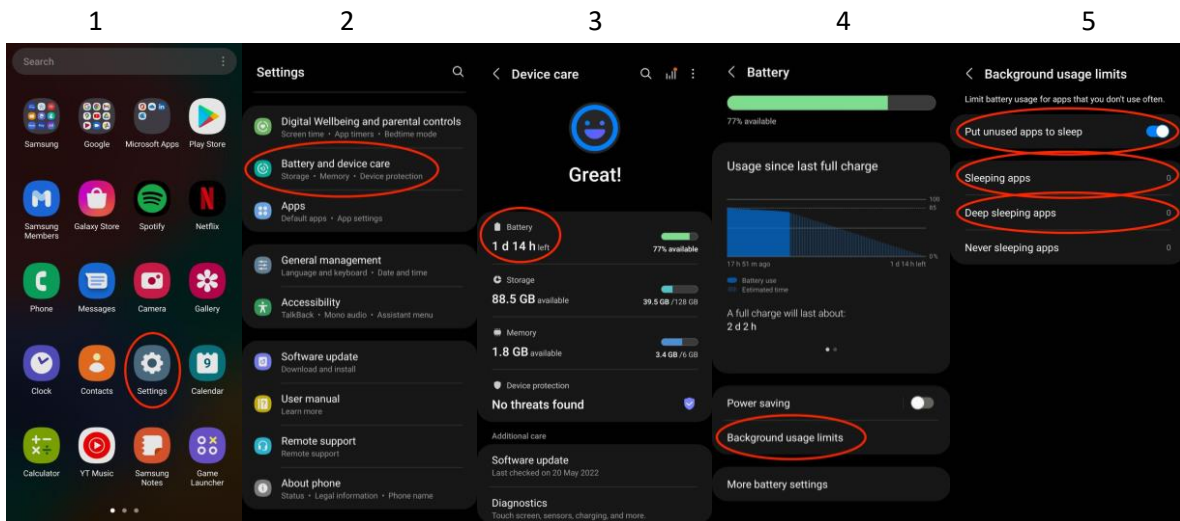 1
2
3
4
5
Search
Samsung
Google
Microsoft Apps
Play Store
Samsung
Members
Galaxy Store
Spotify
Netflix
Phone
Messages
Camera
Gallery
9
Clock
Contacts
Settings
Calendar
Calculator
YT Music
Samsung
Notes
Game
Launcher
Settings
Digital Wellbeing and parental controls
Screen time • App timers • Bedtime mode
Battery and device care
Storage • Memory • Device protection
Apps
Default apps • App settings
General management
Language and keyboard • Date and time
Accessibility
TalkBack • Mono audio • Assistant menu
Software update
Download and install
User manual
Learn more
Remote support
Remote support
About phone
Status • Legal information • Phone name
Device care
Great!
Battery
1 d 14 h left
77% available
Storage
88.5 GB available
39.5 GB /128 GB
Memory
1.8 GB available
3.4 GB /6 GB
Device protection
No threats found
Additional care
Software update
Last checked on 20 May 2022
Diagnostics
Touch screen, sensors, charging, and more.
Battery
77% available
Usage since last full charge
100
85
0%
17 h 51 m ago
1 d 14 h left
Battery use
Estimated time
A full charge will last about:
2 d 2 h
Power saving
Background usage limits
More battery settings
Background usage limits
Limit battery usage for apps that you don't use often.
Put unused apps to sleep
Sleeping apps
0
Deep sleeping apps
0
Never sleeping apps
0